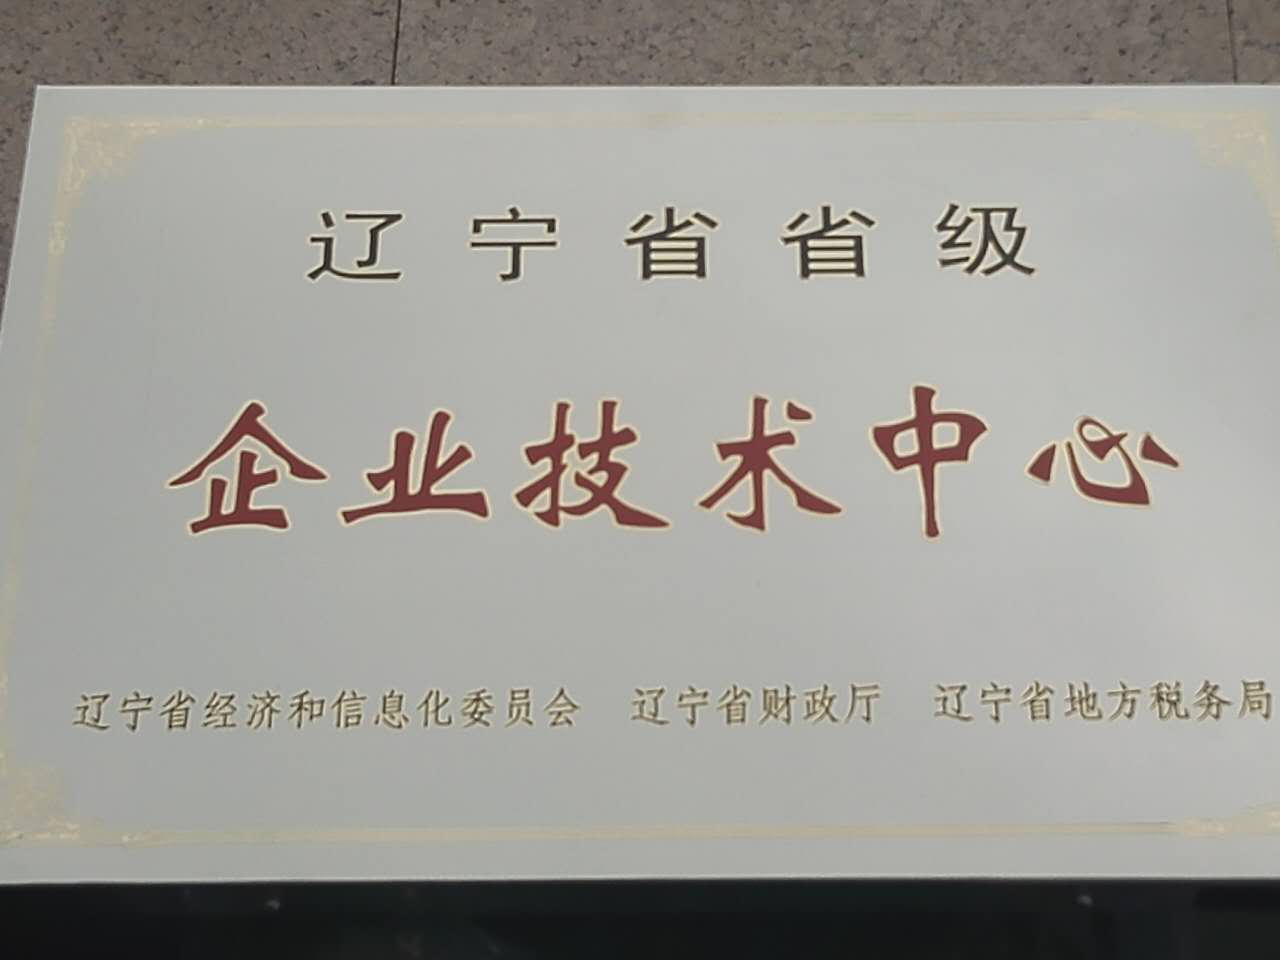 辽宁省省级
企业技术中心
辽宁省经济和信息化委员会 辽宁省财政厅 辽宁省地方税务局